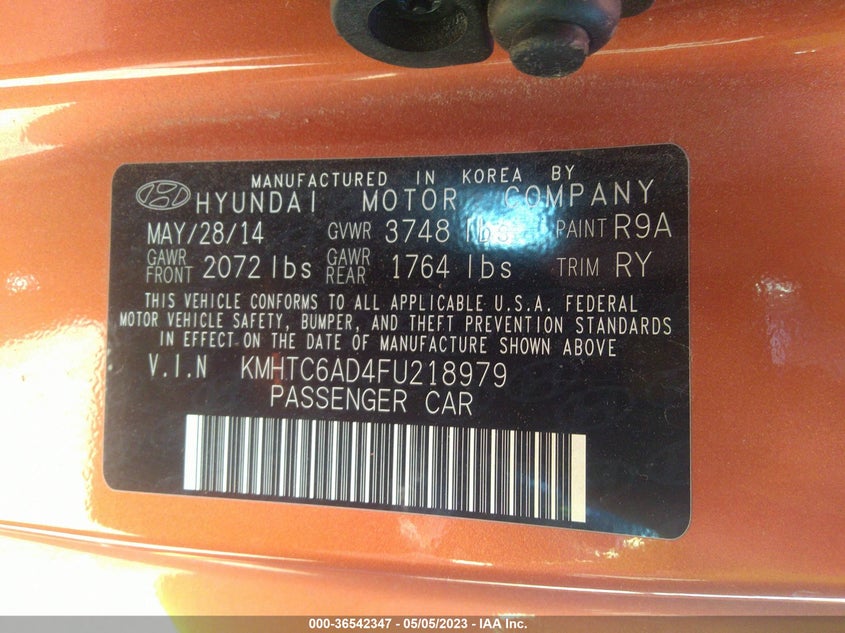 MANUFACTURED IN KOREA BY
HYUNDAI MOTOR COMPANY
MAY/28/14 GVWR 3748 lbs PAINT R9A
GAWR FRONT 2072 lbs GAWR REAR 1764 lbs TRIM RY
THIS VEHICLE CONFORMS TO ALL APPLICABLE U.S.A. FEDERAL
MOTOR VEHICLE SAFETY, BUMPER, AND THEFT PREVENTION STANDARDS
IN EFFECT ON THE DATE OF MANUFACTURE SHOWN ABOVE
V.I.N KMHTC6AD4FU218979
PASSENGER CAR
000-36542347 - 05/05/2023 - IAA Inc.